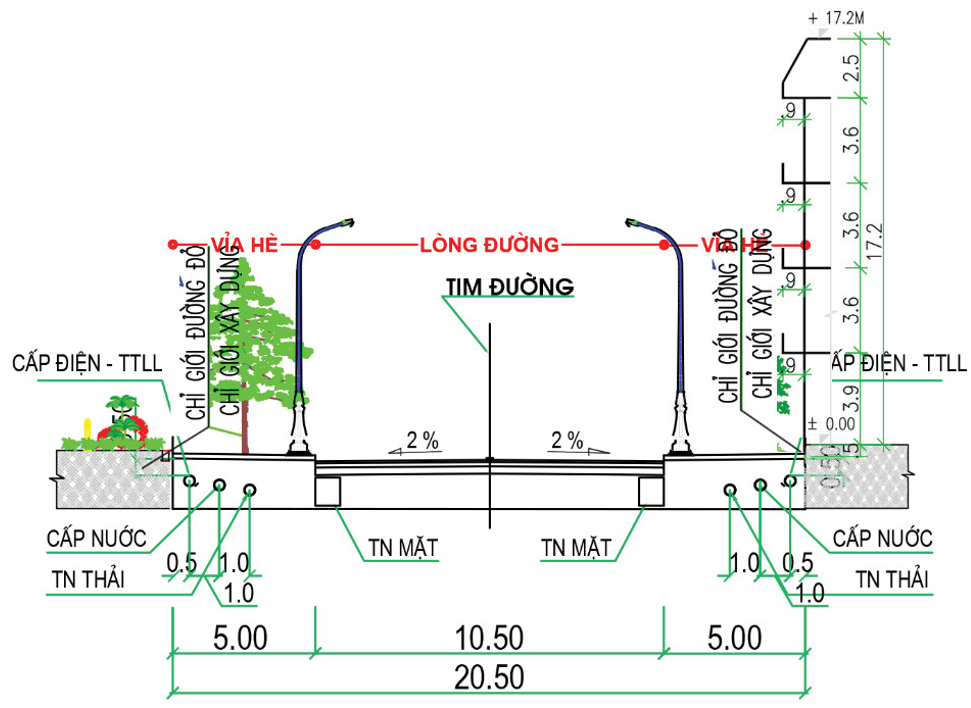 + 17.2M
2.5
.9
3.6
.9
3.6
17.2
VỈA HÈ
LÒNG ĐƯỜNG
VỈA HÈ
CHỈ GIỚI ĐƯỜNG ĐỎ
CHỈ GIỚI XÂY DỰNG
TIM ĐƯỜNG
CHỈ GIỚI ĐƯỜNG ĐỎ
CHỈ GIỚI XÂY DỰNG
.9
3.6
.9
CẤP ĐIỆN - TTLL
ẤP ĐIỆN - TTLL
3.9
± 0.00
2 %
2 %
.5
0.50
CẤP NƯỚC
TN MẶT
TN MẶT
CẤP NƯỚC
0.5
1.0
1.0
0.5
TN THẢI
TN THẢI
1.0
1.0
5.00
10.50
5.00
20.50